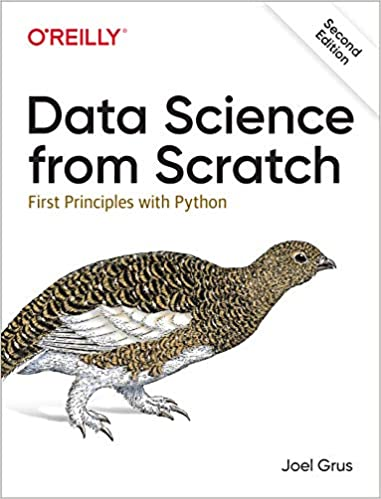 O'REILLY®
Second
Edition
Data Science
from Scratch
First Principles with Python
Joel Grus